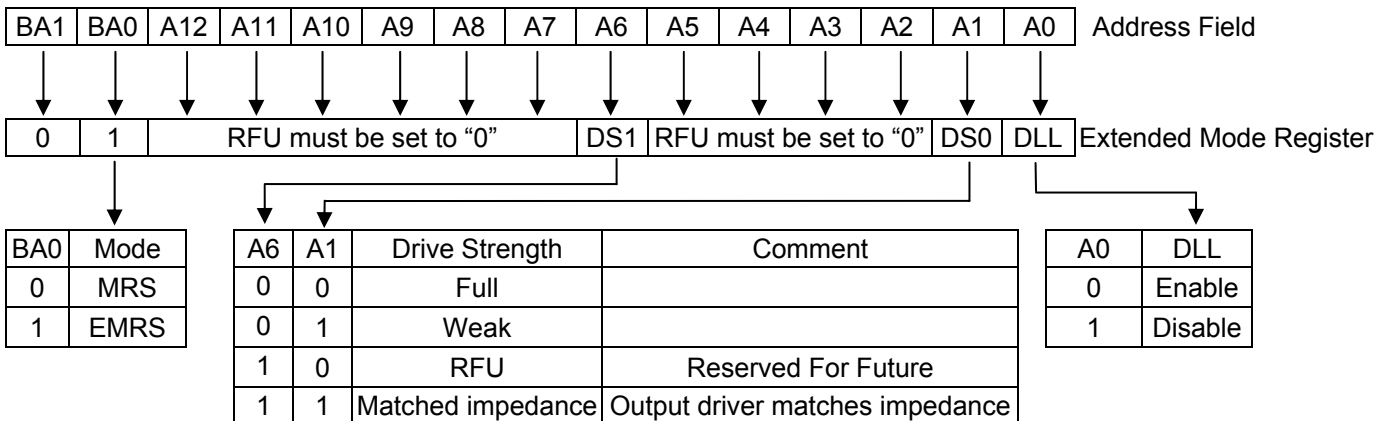 BA1 BA0 A12 A11 A10 A9 A8 A7 A6 A5 A4 A3 A2 A1 A0 Address Field
0 1 RFU must be set to “0” DS1 RFU must be set to “0” DS0 DLL Extended Mode Register
BA0 Mode
0 MRS
1 EMRS
A6 A1 Drive Strength Comment
0 0 Full
0 1 Weak
1 0 RFU Reserved For Future
1 1 Matched impedance Output driver matches impedance
A0 DLL
0 Enable
1 Disable